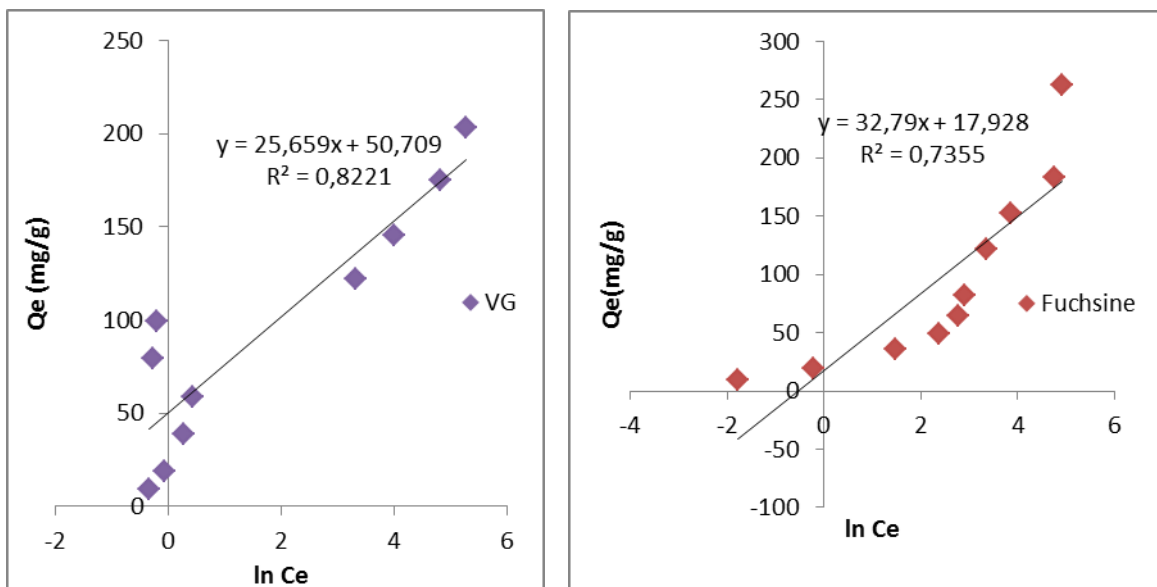 250
200
150
100
50
0
-2
0
2
4
6
Qe (mg/g)
ln Ce
y = 25,659x + 50,709
R² = 0,8221
VG
300
250
200
150
100
50
0
-50
-100
-4
-2
0
2
4
6
Qe(mg/g)
ln Ce
y = 32,79x + 17,928
R² = 0,7355
Fuchsine